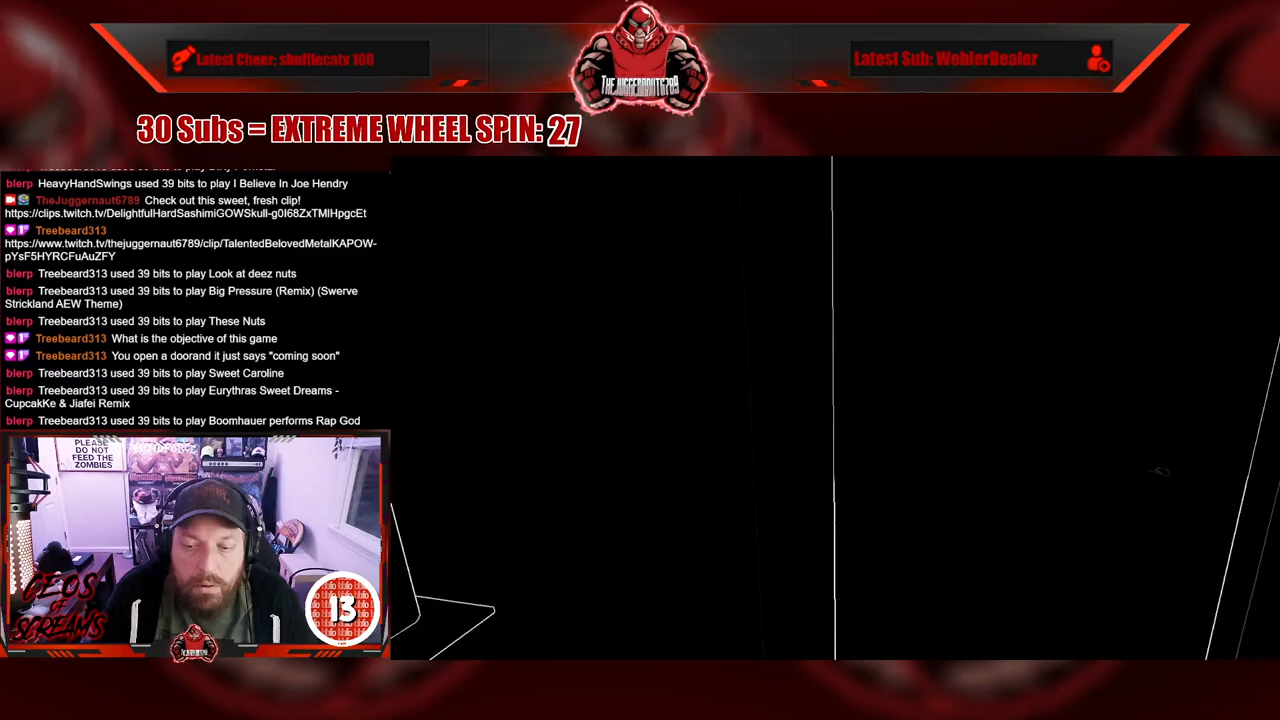 Latest Cheer: shufflecatv 100
THEJUGGERNAUT6789
Latest Sub: WehlerDealer
30 Subs = EXTREME WHEEL SPIN: 27
blerp HeavyHandSwings used 39 bits to play I Believe In Joe Hendry
TheJuggernaut6789 Check out this sweet, fresh clip!
https://clips.twitch.tv/DelightfulHardSashimiGOWSkull-g0I68ZxTMIHpgcEt
Treebeard313
https://www.twitch.tv/thejuggernaut6789/clip/TalentedBelovedMetalKAPOW-
pYsF5HYRCFuAuZFY
blerp Treebeard313 used 39 bits to play Look at deez nuts
blerp Treebeard313 used 39 bits to play Big Pressure (Remix) (Swerve
Strickland AEW Theme)
blerp Treebeard313 used 39 bits to play These Nuts
Treebeard313 What is the objective of this game
Treebeard313 You open a doorand it just says "coming soon"
blerp Treebeard313 used 39 bits to play Sweet Caroline
blerp Treebeard313 used 39 bits to play Eurythras Sweet Dreams -
CupcakKe & Jiafei Remix
blerp Treebeard313 used 39 bits to play Boomhauer performs Rap God
PLEASE
DO NOT
FEED THE
ZOMBIES
CEOS
OF
SCREAMS
13